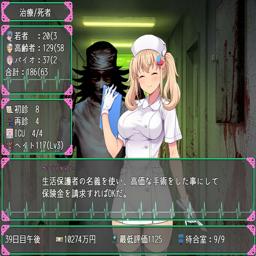 治療/死者
若者 :20(3
高齢者:129(58
バイオ:37(2
合計:186(63
初診 8
再診 4
ICU 4/4
ヘイト117(Lv3)
生活保護者の名義を使い、高価な手術をした事にして
保険金を請求すればOKだ。
39日目午後
10274万円
最低評価1125
待合室:9/9